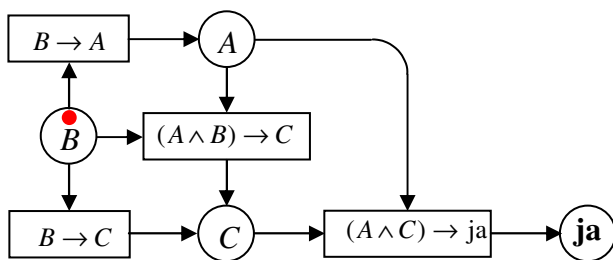 B → A
A
B
(A ∧ B) → C
B → C
C
(A ∧ C) → ja
ja